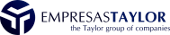 EMPRESASTAYLOR
the Taylor group of companies